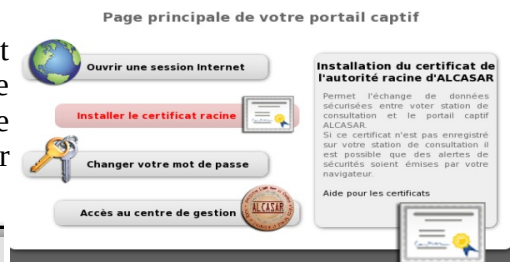 Page principale de votre portail captif
t
e
e
r
Ouvrir une session Internet
Installer le certificat racine
Changer votre mot de passe
Accès au centre de gestion
ALCASAR
Installation du certificat de
l'autorité racine d'ALCASAR
Permet l'échange de données
sécurisées entre voter station de
consultation et le portail captif
ALCASAR
Si ce certificat n'est pas enregistré
sur votre station de consultation il
est possible que des alertes de
sécurités soient émises par votre
navigateur.
Aide pour les certificats